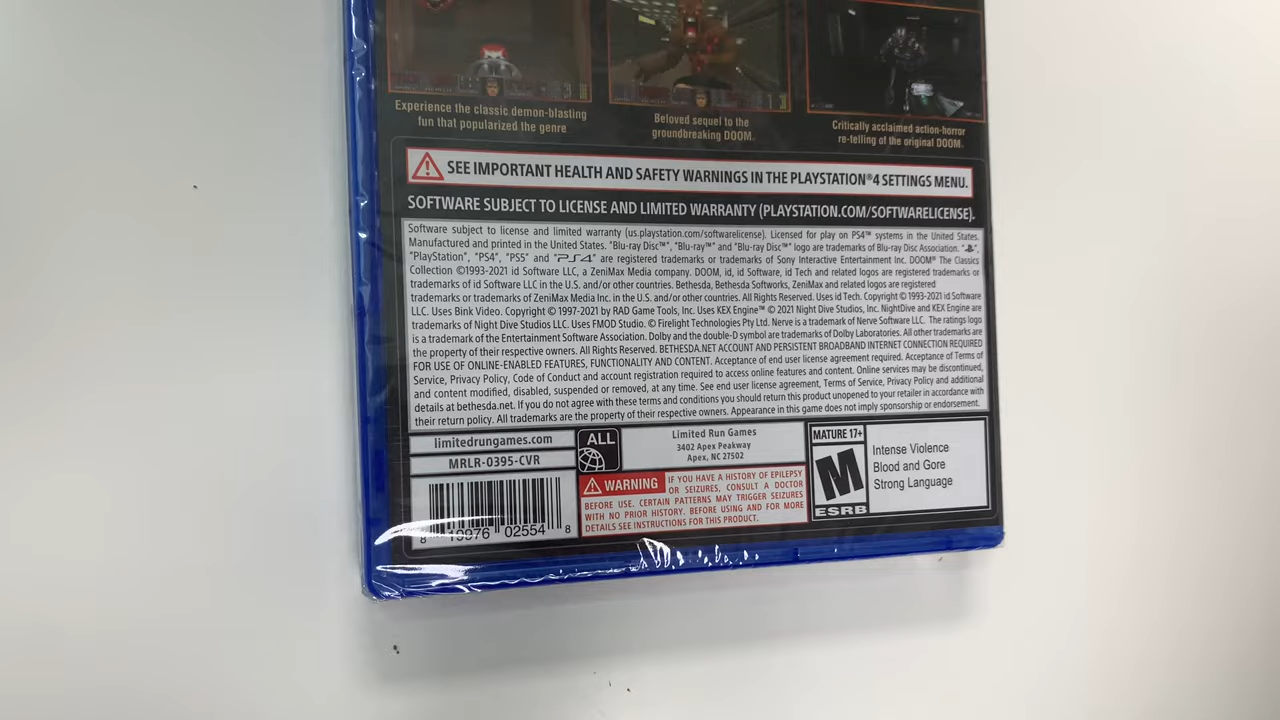 Experience the classic demon-blasting
fun that popularized the genre
Beloved sequel to the
groundbreaking DOOM.
Critically acclaimed action-horror
re-telling of the original DOOM.
SEE IMPORTANT HEALTH AND SAFETY WARNINGS IN THE PLAYSTATION®4 SETTINGS MENU.
SOFTWARE SUBJECT TO LICENSE AND LIMITED WARRANTY (PLAYSTATION.COM/SOFTWARELICENSE).
Software subject to license and limited warranty (us.playstation.com/softwarelicense). Licensed for play on PS4™ systems in the United States.
Manufactured and printed in the United States. "Blu-ray Disc™", "Blu-ray™" and "Blu-ray Disc™" logo are trademarks of Blu-ray Disc Association. "
",
"PlayStation", "PS4", "PS5" and "PS4" are registered trademarks or trademarks of Sony Interactive Entertainment Inc. DOOM® The Classics
Collection ©1993-2021 id Software LLC, a ZeniMax Media company. DOOM, id, id Software, id Tech and related logos are registered trademarks or
trademarks of id Software LLC in the U.S. and/or other countries. Bethesda, Bethesda Softworks, ZeniMax and related logos are registered
trademarks or trademarks of ZeniMax Media Inc. in the U.S. and/or other countries. All Rights Reserved. Uses id Tech. Copyright © 1993-2021 id Software
LLC. Uses Bink Video. Copyright © 1997-2021 by RAD Game Tools, Inc. Uses KEX Engine™ © 2021 Night Dive Studios, Inc. NightDive and KEX Engine are
trademarks of Night Dive Studios LLC. Uses FMOD Studio. © Firelight Technologies Pty Ltd. Nerve is a trademark of Nerve Software LLC. The ratings logo
is a trademark of the Entertainment Software Association. Dolby and the double-D symbol are trademarks of Dolby Laboratories. All other trademarks are
the property of their respective owners. All Rights Reserved. BETHESDA.NET ACCOUNT AND PERSISTENT BROADBAND INTERNET CONNECTION REQUIRED
FOR USE OF ONLINE-ENABLED FEATURES, FUNCTIONALITY AND CONTENT. Acceptance of end user license agreement required. Acceptance of Terms of
Service, Privacy Policy, Code of Conduct and account registration required to access online features and content. Online services may be discontinued,
and content modified, disabled, suspended or removed, at any time. See end user license agreement, Terms of Service, Privacy Policy and additional
details at bethesda.net. If you do not agree with these terms and conditions you should return this product unopened to your retailer in accordance with
their return policy. All trademarks are the property of their respective owners. Appearance in this game does not imply sponsorship or endorsement.
limitedrungames.com
MRLR-0395-CVR
ALL
Limited Run Games
3402 Apex Peakway
Apex, NC 27502
WARNING IF YOU HAVE A HISTORY OF EPILEPSY
OR SEIZURES, CONSULT A DOCTOR
BEFORE USE. CERTAIN PATTERNS MAY TRIGGER SEIZURES
WITH NO PRIOR HISTORY. BEFORE USING AND FOR MORE
DETAILS SEE INSTRUCTIONS FOR THIS PRODUCT.
MATURE 17+
M
ESRB
Intense Violence
Blood and Gore
Strong Language
8 19976 02554 8